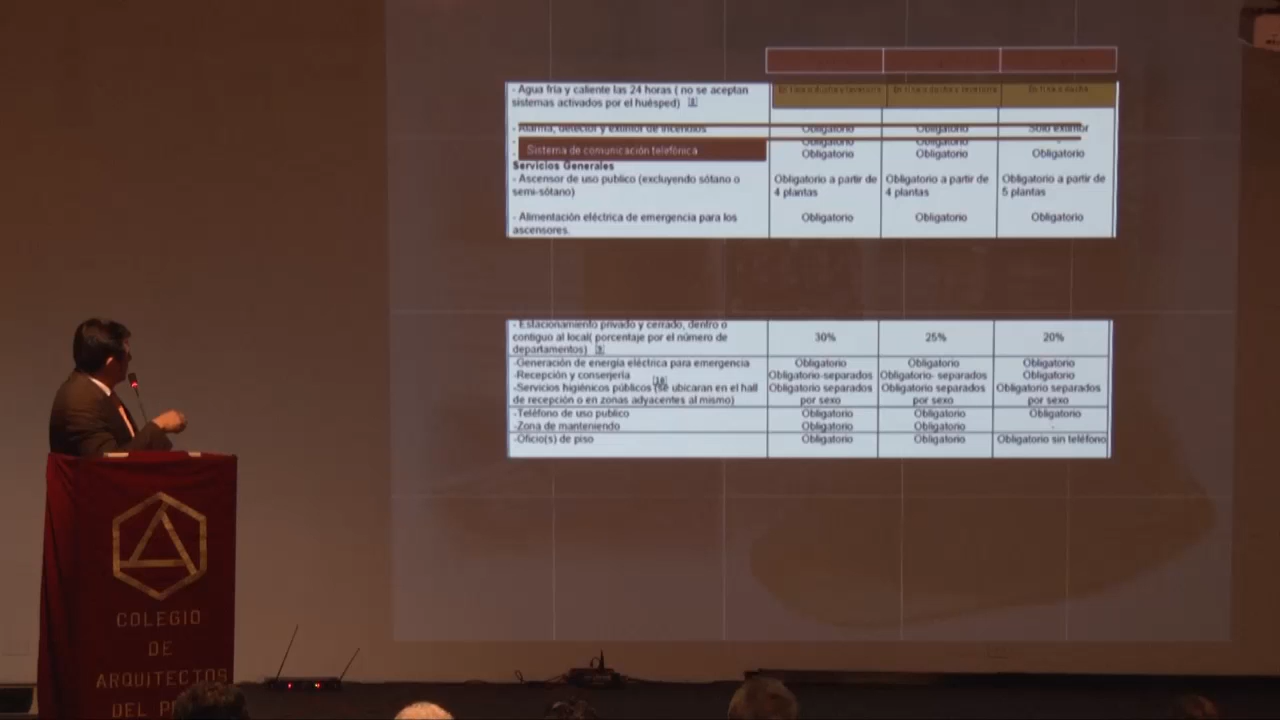 - Agua fría y caliente las 24 horas ( no se aceptan
sistemas activados por el huésped)
- Alarma, detector y extintor de incendios Obligatorio Obligatorio Solo extintor
Obligatorio Obligatorio -
- Sistema de comunicación telefónica Obligatorio Obligatorio Obligatorio
Servicios Generales
- Ascensor de uso publico (excluyendo sótano o
semi-sótano)
Obligatorio a partir de
4 plantas
Obligatorio a partir de
4 plantas
Obligatorio a partir de
5 plantas
- Alimentación eléctrica de emergencia para los
ascensores.
Obligatorio Obligatorio Obligatorio
- Estacionamiento privado y cerrado, dentro o
contiguo al local( porcentaje por el número de
departamentos)
30% 25% 20%
-Generación de energía eléctrica para emergencia Obligatorio Obligatorio Obligatorio
-Recepción y conserjería Obligatorio-separados Obligatorio- separados Obligatorio
-Servicios higiénicos públicos (se ubicaran en el hall
de recepción o en zonas adyacentes al mismo)
Obligatorio separados
por sexo
Obligatorio separados
por sexo
Obligatorio separados
por sexo
-Teléfono de uso publico Obligatorio Obligatorio Obligatorio
-Zona de manteniendo Obligatorio Obligatorio -
-Oficio(s) de piso Obligatorio Obligatorio Obligatorio sin teléfono
COLEGIO
DE
ARQUITECTOS
DEL